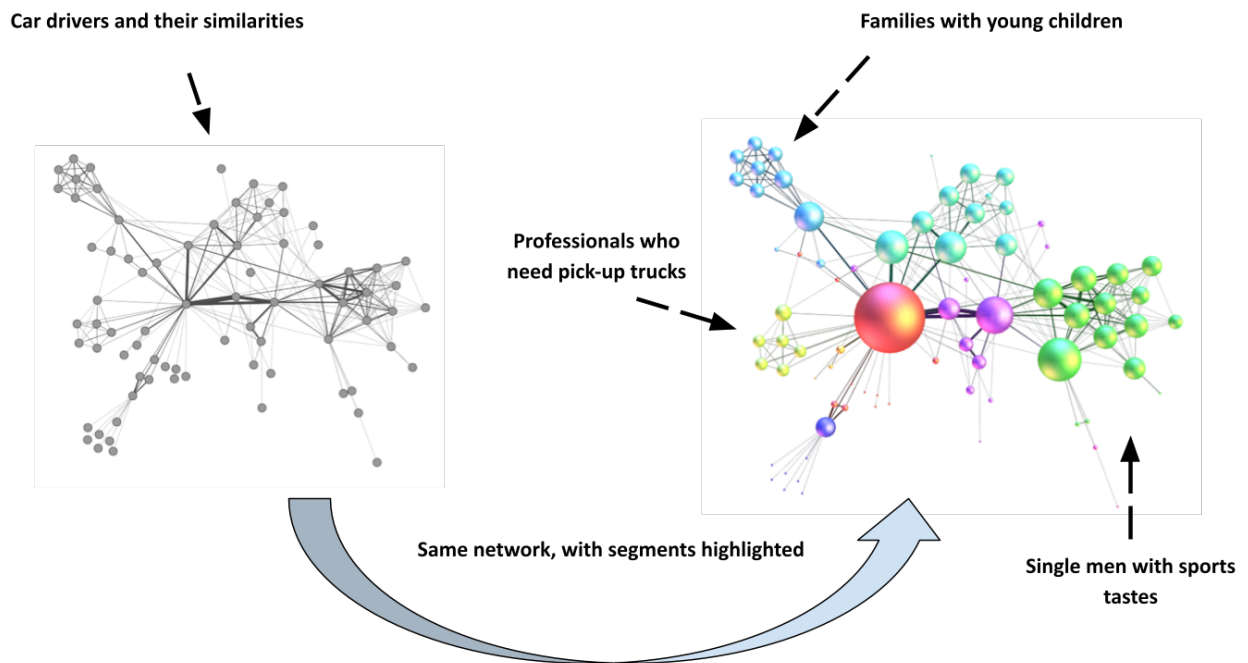 Car drivers and their similarities
Families with young children
Professionals who
need pick-up trucks
Same network, with segments highlighted
Single men with sports
tastes